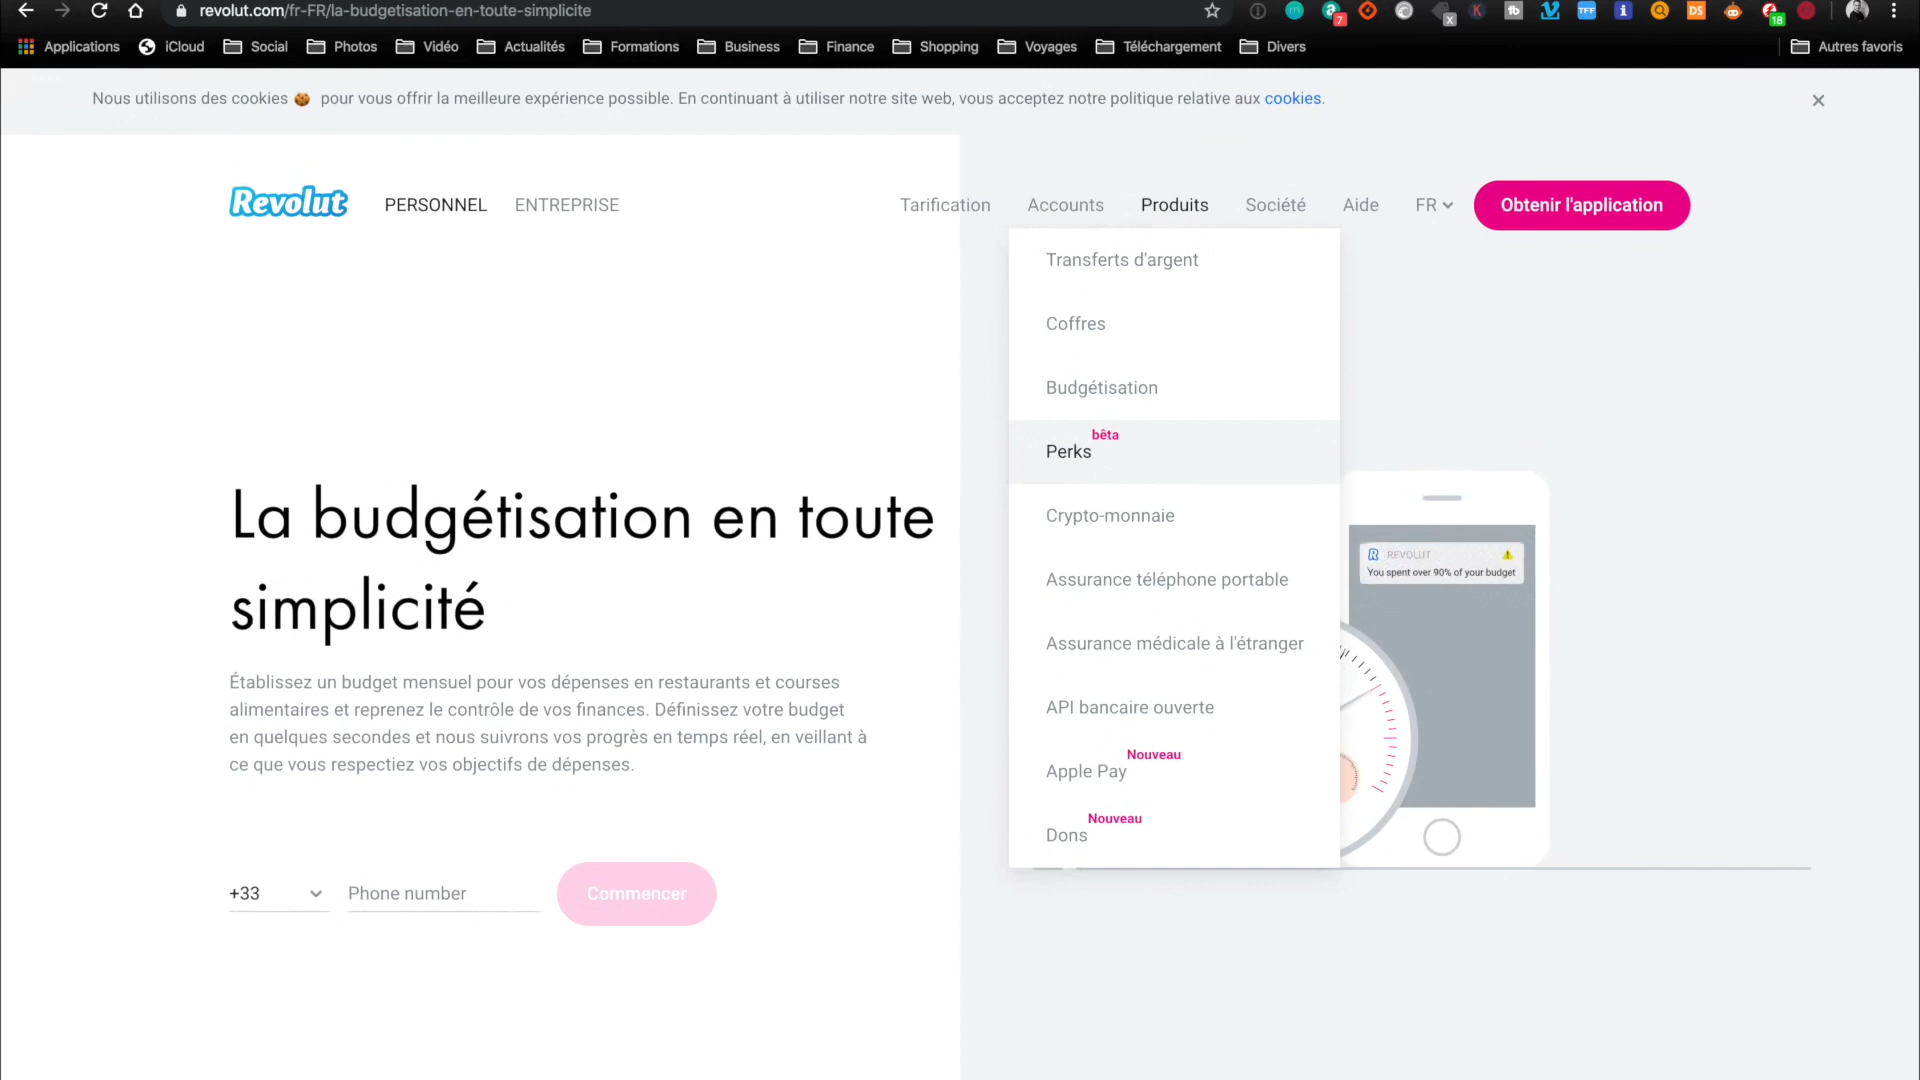 revolut.com/fr-FR/la-budgetisation-en-toute-simplicite
7
x
K
tb
TFF
i
DS
18
Applications
iCloud
Social
Photos
Vidéo
Actualités
Formations
Business
Finance
Shopping
Voyages
Téléchargement
Divers
Autres favoris
Nous utilisons des cookies 🍪 pour vous offrir la meilleure expérience possible. En continuant à utiliser notre site web, vous acceptez notre politique relative aux cookies.
Revolut
PERSONNEL
ENTREPRISE
Tarification
Accounts
Produits
Société
Aide
FR
Obtenir l'application
Transferts d'argent
Coffres
Budgétisation
bêta
Perks
Crypto-monnaie
Assurance téléphone portable
Assurance médicale à l'étranger
API bancaire ouverte
Nouveau
Apple Pay
Nouveau
Dons
R REVOLUT
You spent over 90% of your budget
La budgétisation en toute
simplicité
Établissez un budget mensuel pour vos dépenses en restaurants et courses
alimentaires et reprenez le contrôle de vos finances. Définissez votre budget
en quelques secondes et nous suivrons vos progrès en temps réel, en veillant à
ce que vous respectiez vos objectifs de dépenses.
+33
Phone number
Commencer